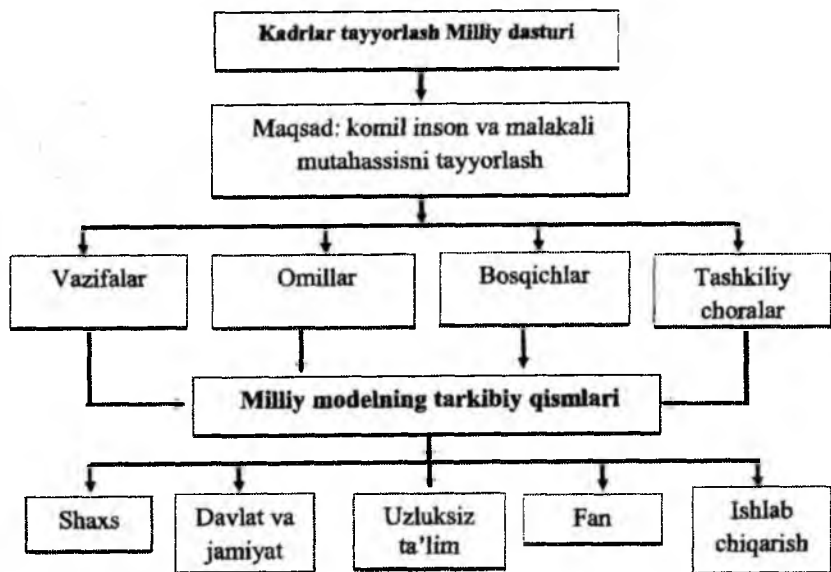 Kadrlar tayyorlash Milliy dasturi
Maqsad: komil inson va malakali
mutahassisni tayyorlash
Vazifalar
Omillar
Bosqichlar
Tashkiliy
choralar
Milliy modelning tarkibiy qismlari
Shaxs
Davlat va
jamiyat
Uzluksiz
ta’lim
Fan
Ishlab
chiqarish